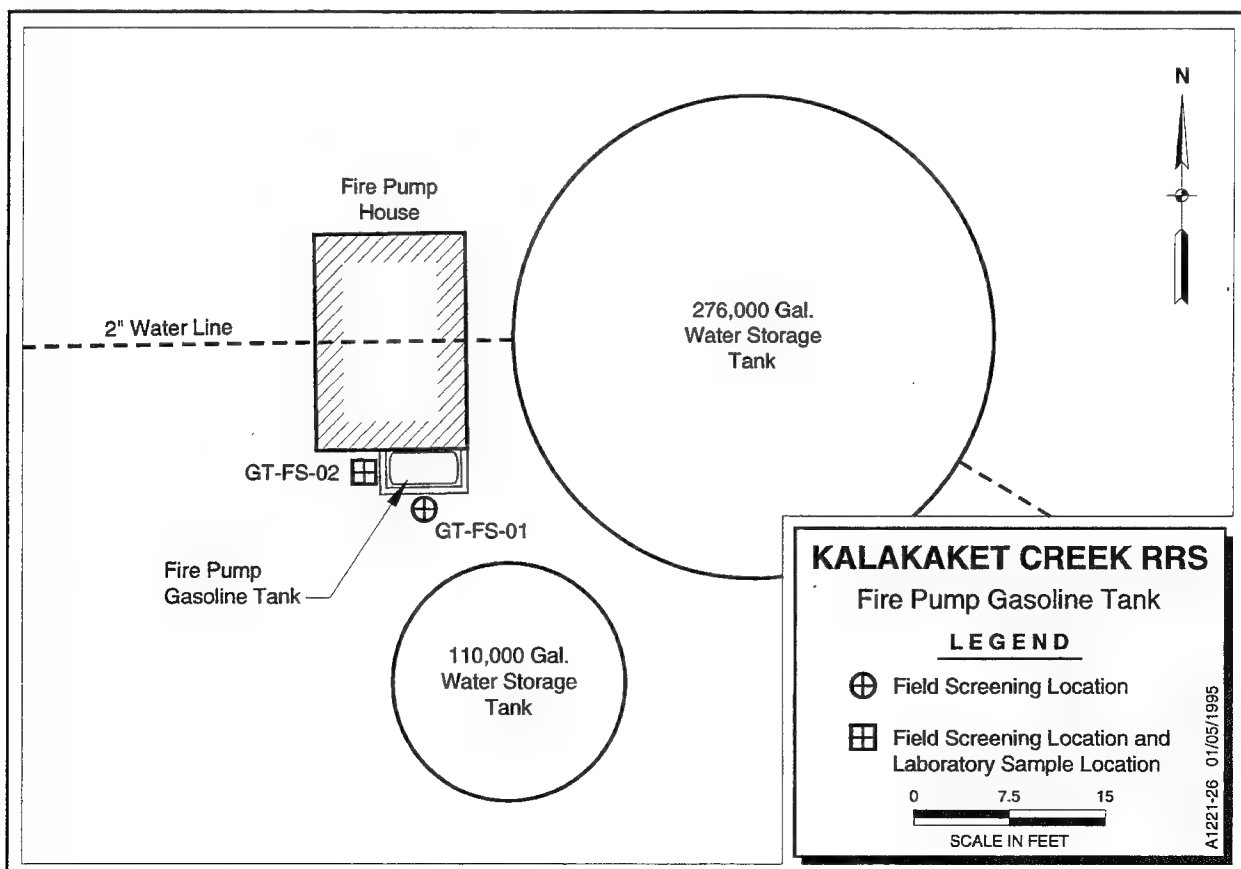 N
Fire Pump
House
2" Water Line
276,000 Gal.
Water Storage
Tank
GT-FS-02
GT-FS-01
Fire Pump
Gasoline Tank
110,000 Gal.
Water Storage
Tank
KALAKAKET CREEK RRS
Fire Pump Gasoline Tank
LEGEND
Field Screening Location
Field Screening Location and
Laboratory Sample Location
0 7.5 15
SCALE IN FEET
A1221-26 01/05/1995